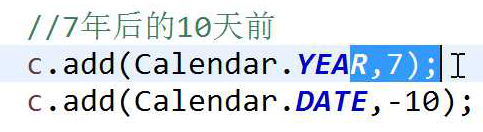 //7年后的10天前
c.add(Calendar.YEAR,7);
c.add(Calendar.DATE,-10);